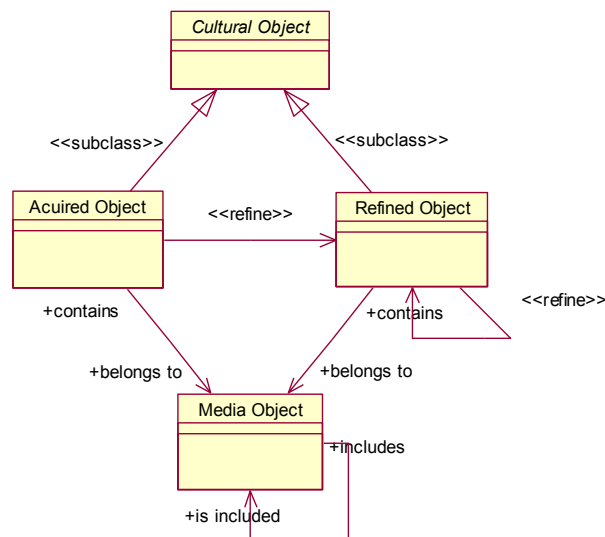 Cultural Object
<<subclass>>
<<subclass>>
Acuired Object
<<refine>>
Refined Object
+contains
+contains
<<refine>>
+belongs to
+belongs to
Media Object
+includes
+is included